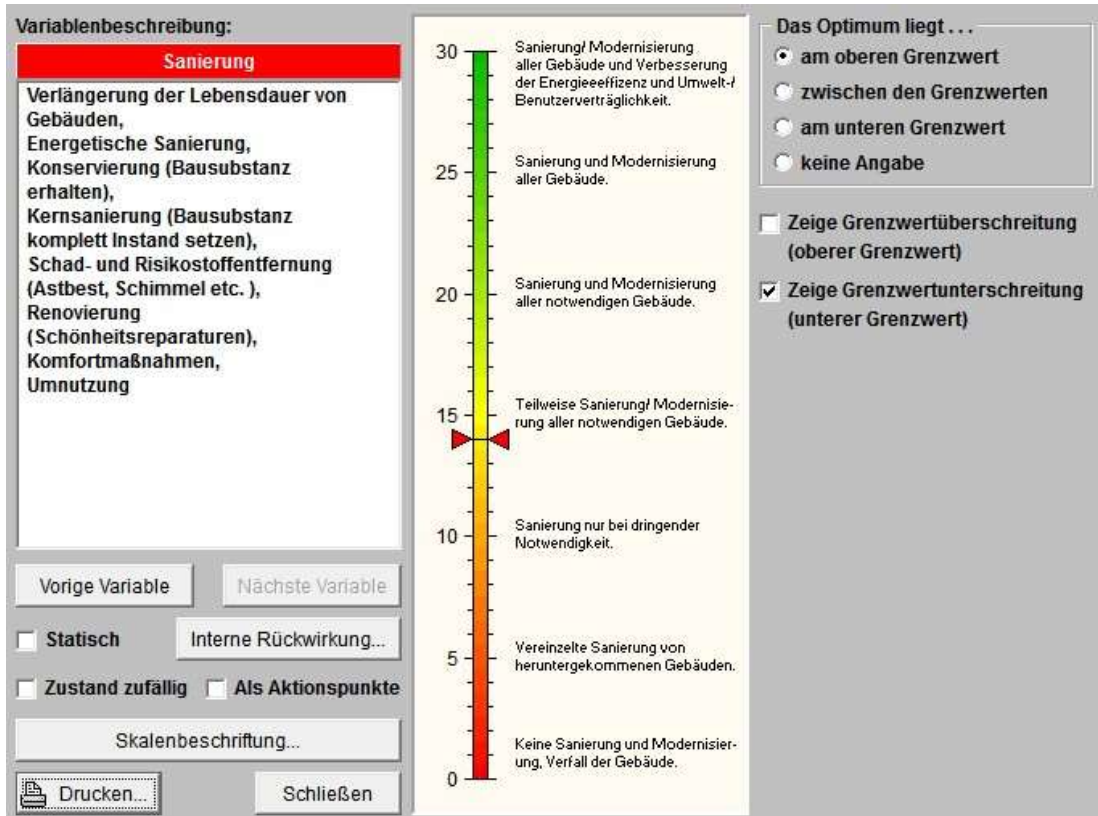 Variablenbeschreibung:
Sanierung
Verlängerung der Lebensdauer von
Gebäuden,
Energetische Sanierung,
Konservierung (Bausubstanz
erhalten),
Kernsanierung (Bausubstanz
komplett Instand setzen),
Schad- und Risikostoffentfernung
(Astbest, Schimmel etc. ),
Renovierung
(Schönheitsreparaturen),
Komfortmaßnahmen,
Umnutzung
Vorige Variable
Nächste Variable
Statisch
Interne Rückwirkung...
Zustand zufällig
Als Aktionspunkte
Skalenbeschriftung...
Drucken...
Schließen
30
Sanierung/ Modernisierung
aller Gebäude und Verbesserung
der Energieeeffizenz und Umwelt-/
Benutzerverträglichkeit.
25
Sanierung und Modernisierung
aller Gebäude.
20
Sanierung und Modernisierung
aller notwendigen Gebäude.
15
Teilweise Sanierung/ Modernisie-
rung aller notwendigen Gebäude.
10
Sanierung nur bei dringender
Notwendigkeit.
5
Vereinzelte Sanierung von
heruntergekommenen Gebäuden.
0
Keine Sanierung und Modernisier-
ung, Verfall der Gebäude.
Das Optimum liegt . . .
am oberen Grenzwert
zwischen den Grenzwerten
am unteren Grenzwert
keine Angabe
Zeige Grenzwertüberschreitung
(oberer Grenzwert)
Zeige Grenzwertunterschreitung
(unterer Grenzwert)